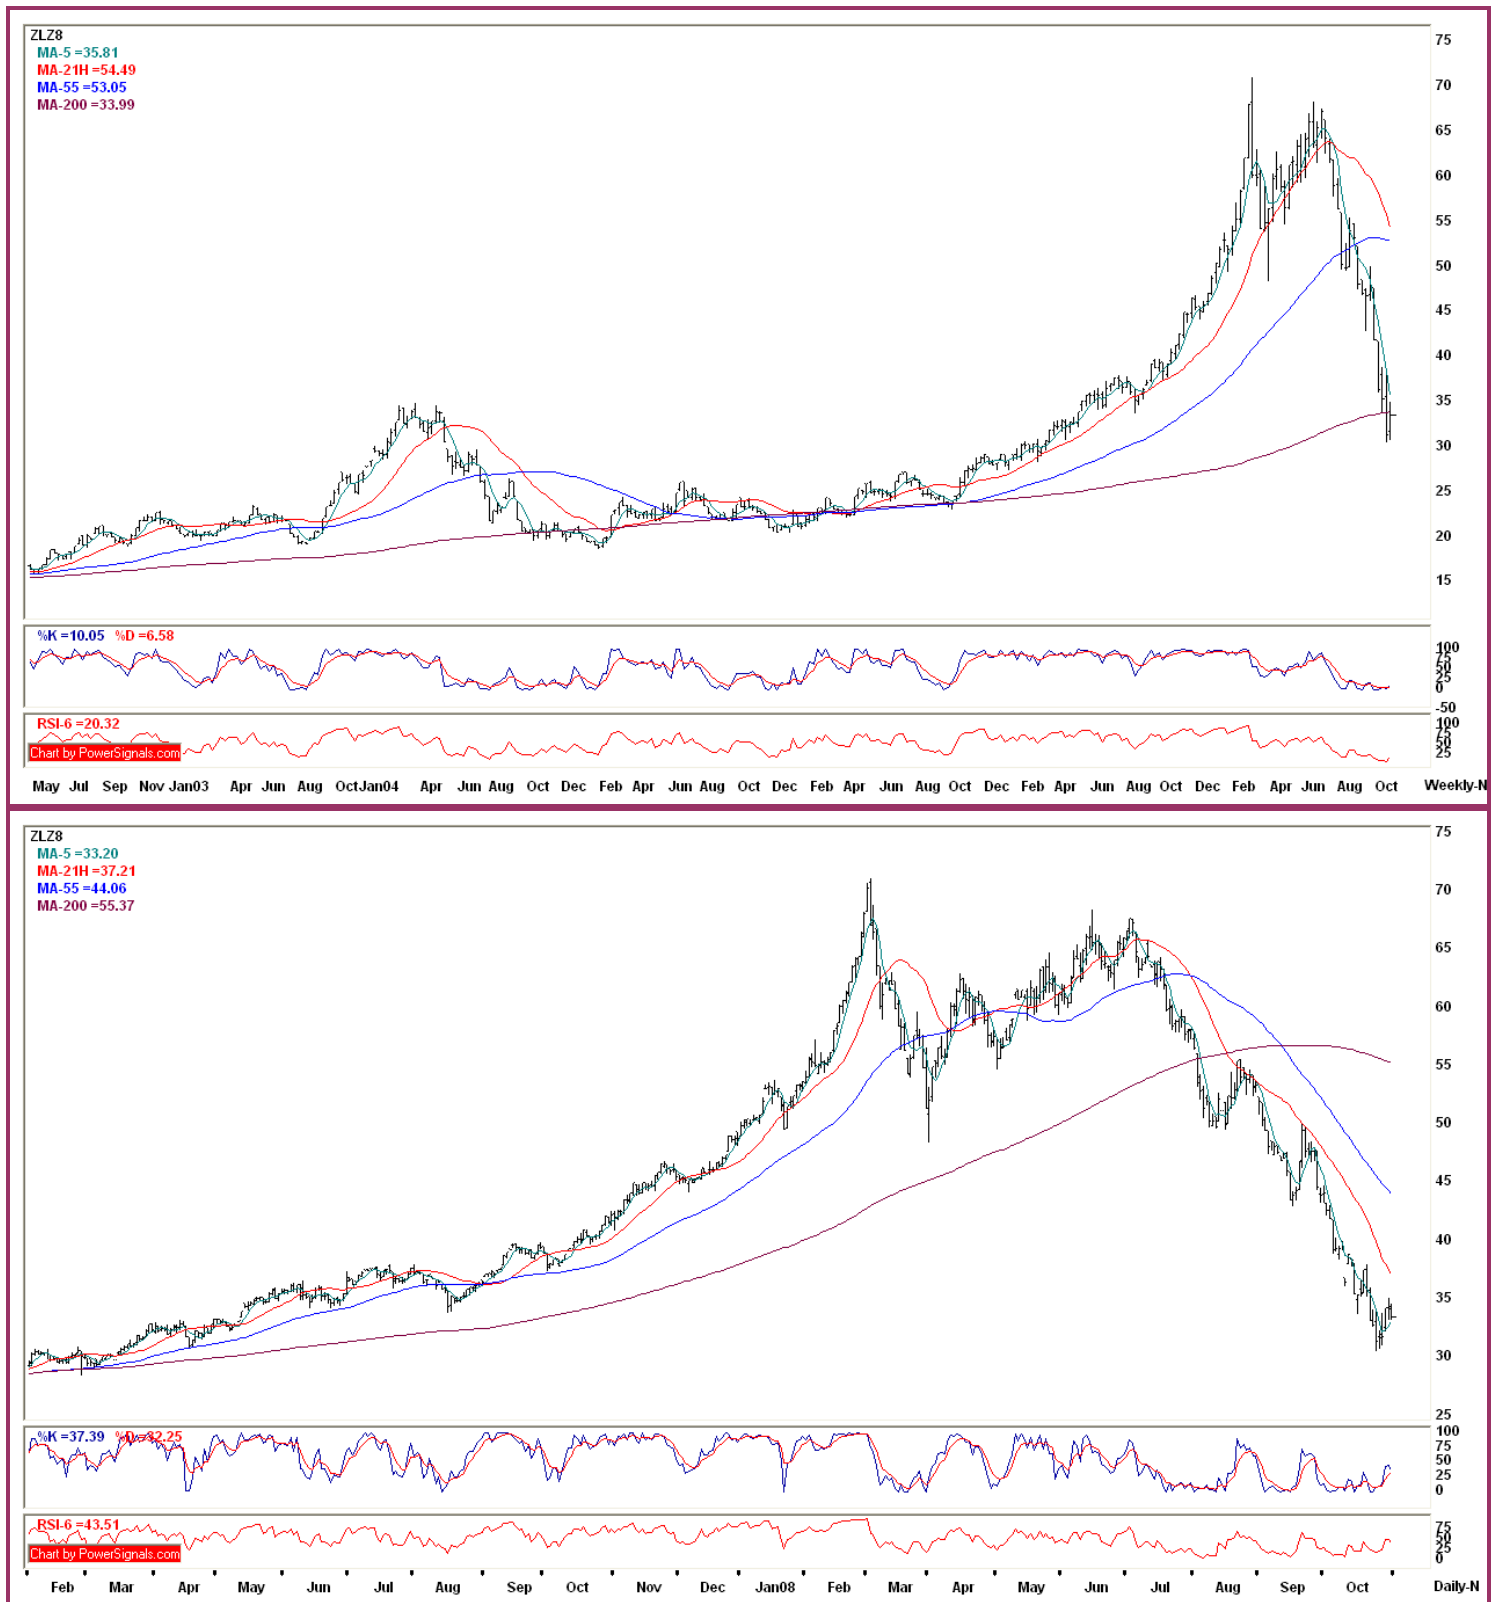 ZLZ8
MA-5 =35.81
MA-21H =54.49
MA-55 =53.05
MA-200 =33.99
75
70
65
60
55
50
45
40
35
30
25
20
15
%K =10.05 %D =6.58
100
75
50
25
0
-50
RSI-6 =20.32
100
75
50
25
Chart by PowerSignals.com
May Jul Sep Nov Jan03 Apr Jun Aug Oct Jan04 Apr Jun Aug Oct Dec Feb Apr Jun Aug Oct Dec Feb Apr Jun Aug Oct Dec Feb Apr Jun Aug Oct Dec Feb Apr Jun Aug Oct Weekly-N
ZLZ8
MA-5 =33.20
MA-21H =37.21
MA-55 =44.06
MA-200 =55.37
75
70
65
60
55
50
45
40
35
30
25
%K =37.39 %D =32.25
100
75
50
25
0
RSI-6 =43.51
75
50
25
0
Chart by PowerSignals.com
Feb Mar Apr May Jun Jul Aug Sep Oct Nov Dec Jan08 Feb Mar Apr May Jun Jul Aug Sep Oct Daily-N